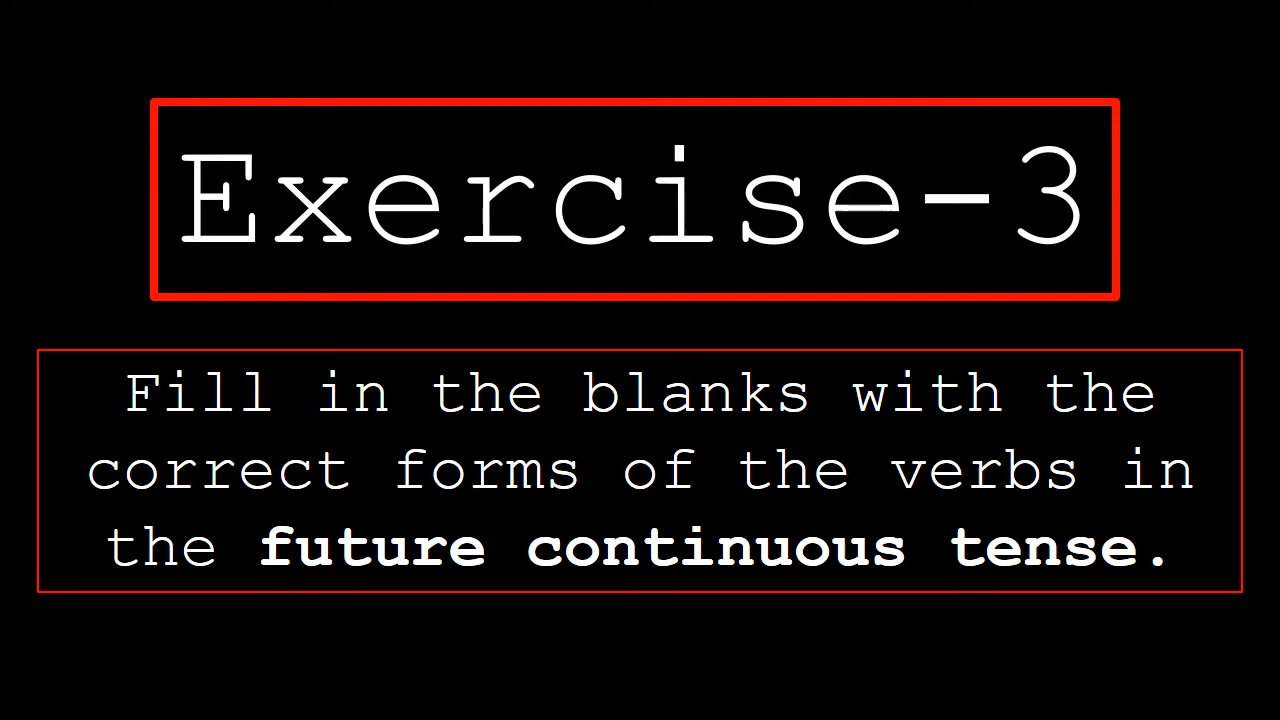 Exercise-3
Fill in the blanks with the
correct forms of the verbs in
the future continuous tense.